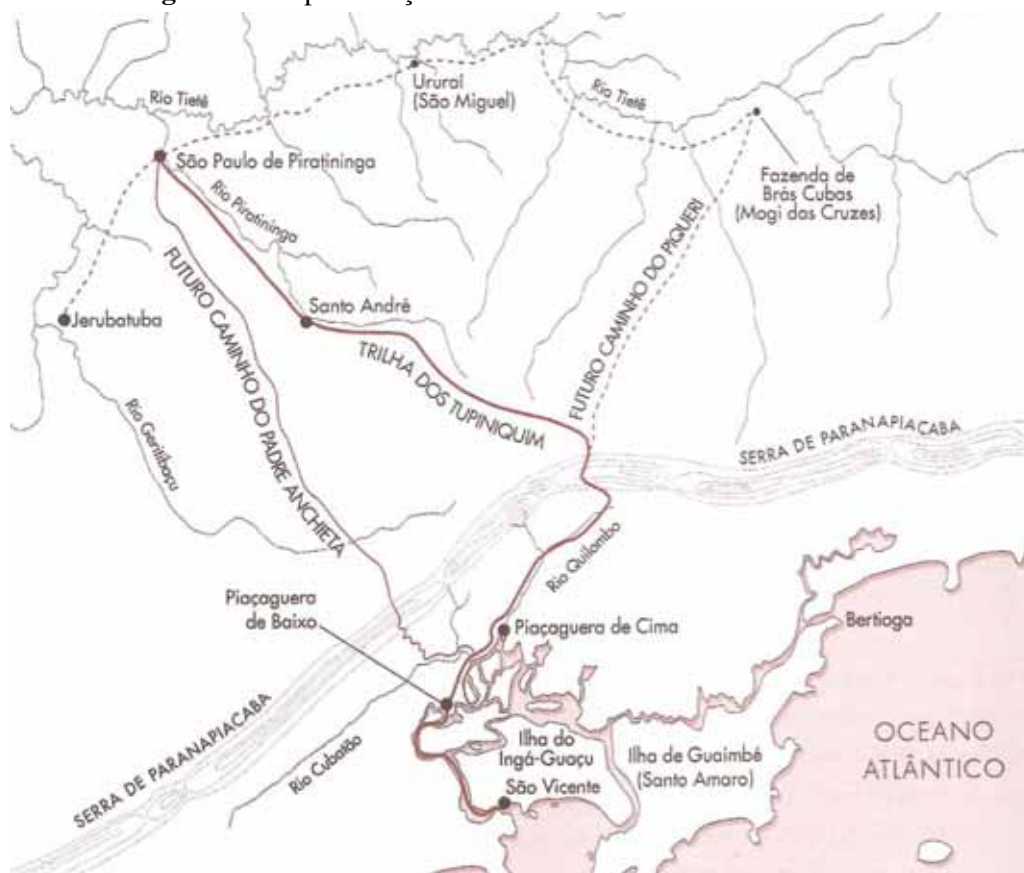 Rio Tietê
Ururaí
(São Miguel)
Rio Tietê
São Paulo de Piratininga
Rio Piratininga
Fazenda de
Brás Cubas
(Mogi das Cruzes)
FUTURO CAMINHO DO PIQUERI
Jerubatuba
Santo André
FUTURO CAMINHO DO PADRE ANCHIETA
TRILHA DOS TUPINIQUIM
Rio Geritibaçu
SERRA DE PARANAPIACABA
Rio Quilombo
Piaçaguera
de Baixo
Piaçaguera de Cima
Bertioga
SERRA DE PARANAPIACABA
Rio Cubatão
Ilha do
Ingá-Guaçu
Ilha de Guaimbé
(Santo Amaro)
São Vicente
OCEANO
ATLÂNTICO